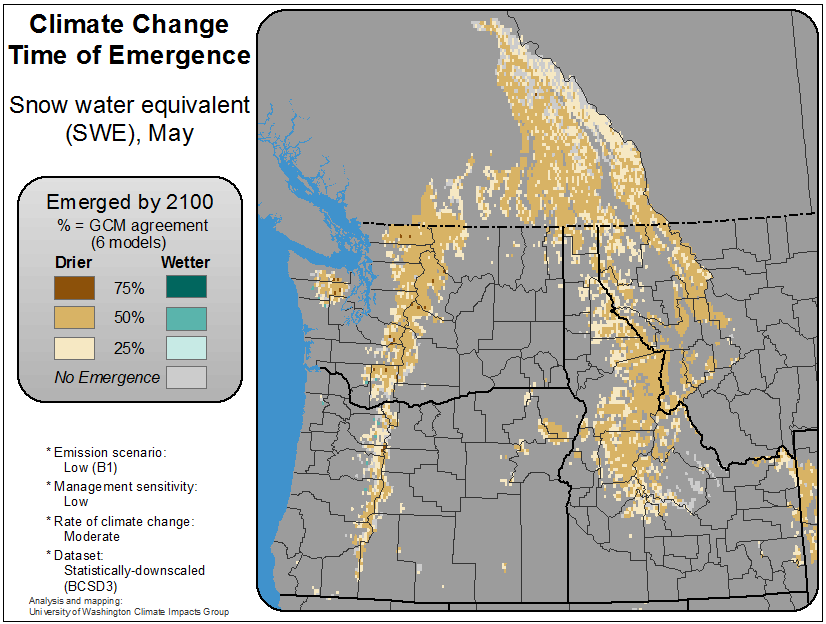 Climate Change
Time of Emergence
Snow water equivalent
(SWE), May
Emerged by 2100
% = GCM agreement
(6 models)
Drier Wetter
75%
50%
25%
No Emergence
* Emission scenario:
Low (B1)
* Management sensitivity:
Low
* Rate of climate change:
Moderate
* Dataset:
Statistically-downscaled
(BCSD3)
Analysis and mapping:
University of Washington Climate Impacts Group